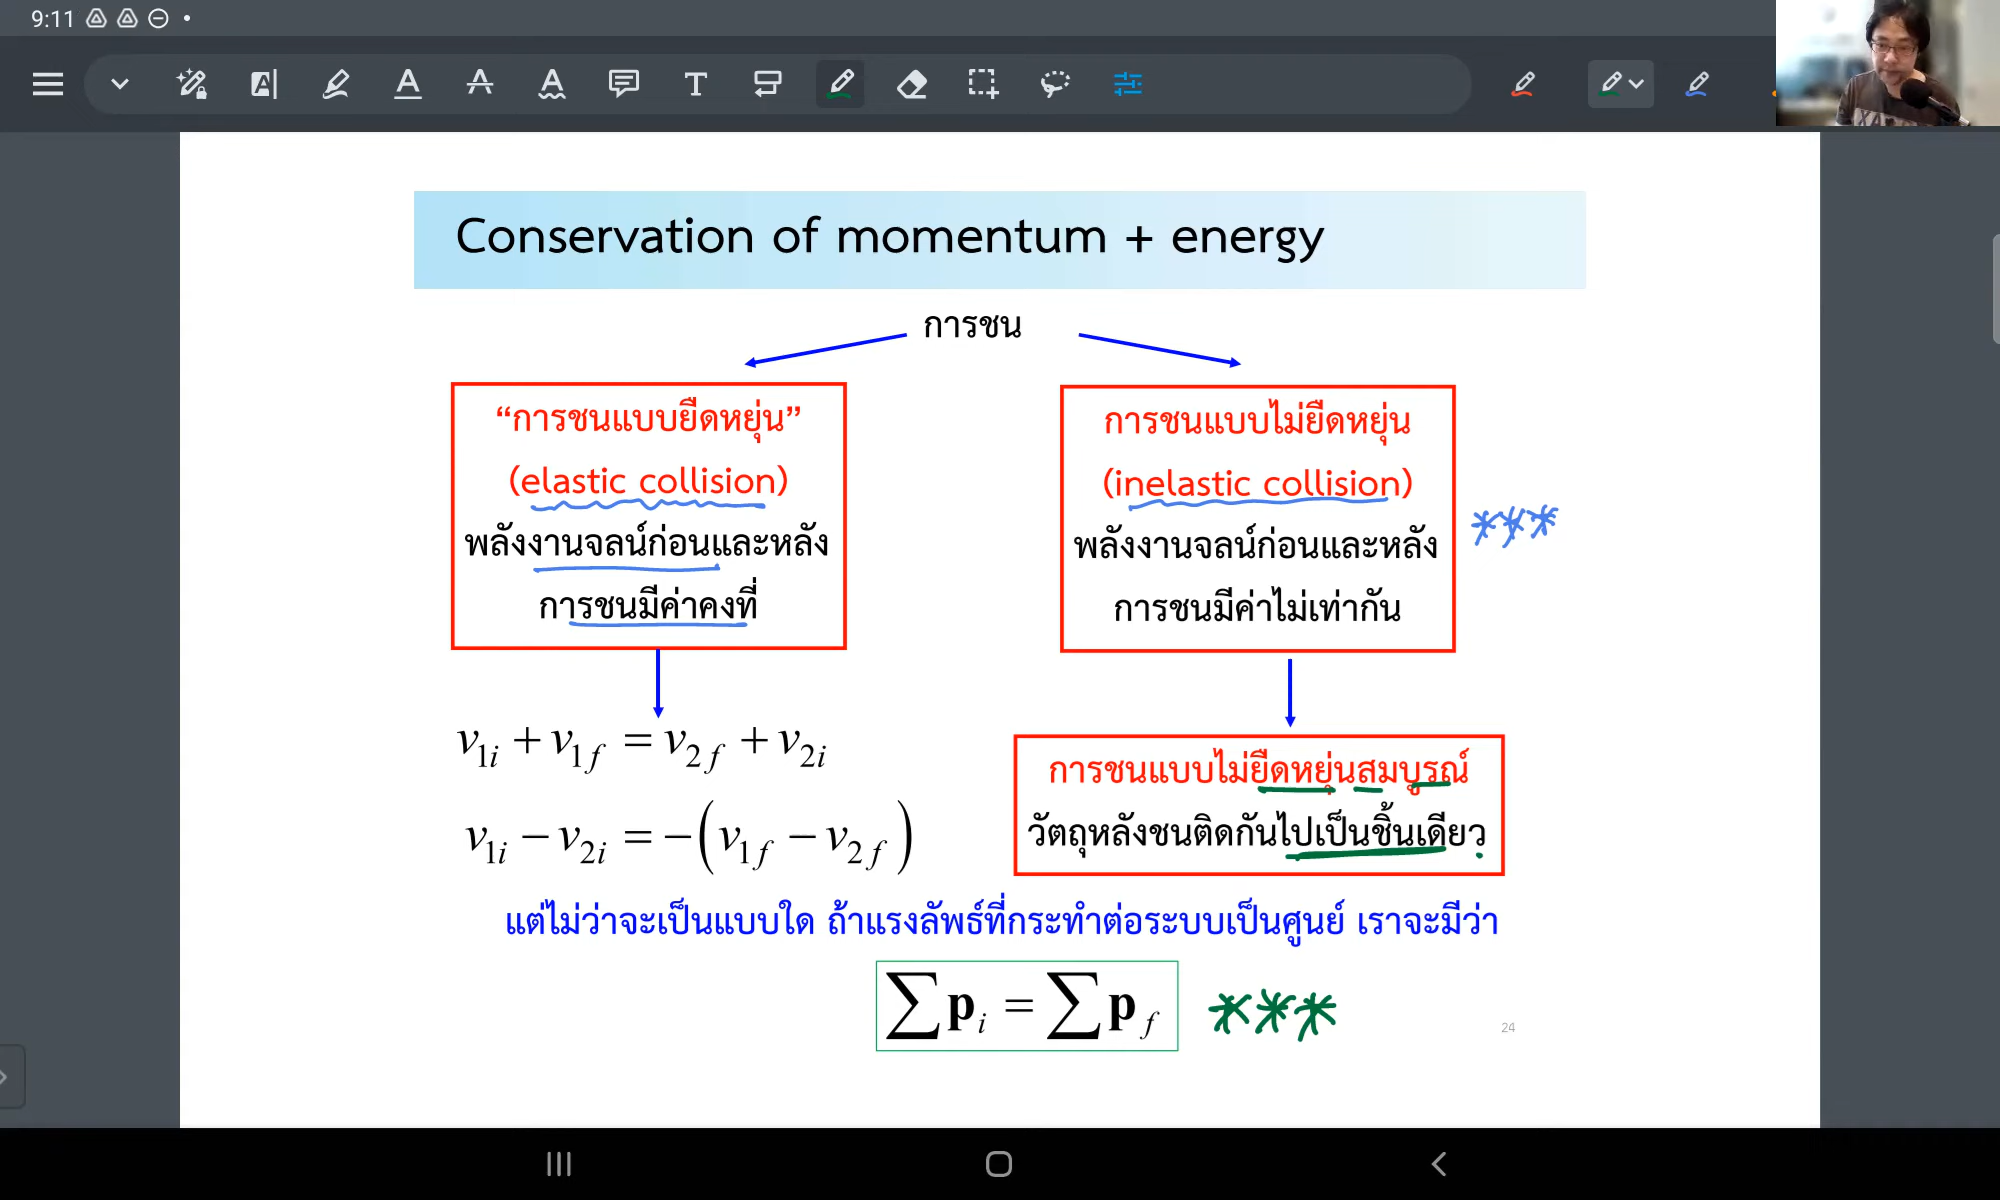 9:11
Conservation of momentum + energy
การชน
“การชนแบบยืดหยุ่น”
(elastic collision)
พลังงานจลน์ก่อนและหลัง
การชนมีค่าคงที่
การชนแบบไม่ยืดหยุ่น
(inelastic collision)
พลังงานจลน์ก่อนและหลัง
การชนมีค่าไม่เท่ากัน
***
v₁ᵢ + v₁f = v₂f + v₂ᵢ
v₁ᵢ − v₂ᵢ = −(v₁f − v₂f)
การชนแบบไม่ยืดหยุ่นสมบูรณ์
วัตถุหลังชนติดกันไปเป็นชิ้นเดียว
แต่ไม่ว่าจะเป็นแบบใด ถ้าแรงลัพธ์ที่กระทำต่อระบบเป็นศูนย์ เราจะมีว่า
∑pᵢ = ∑p f ***
24